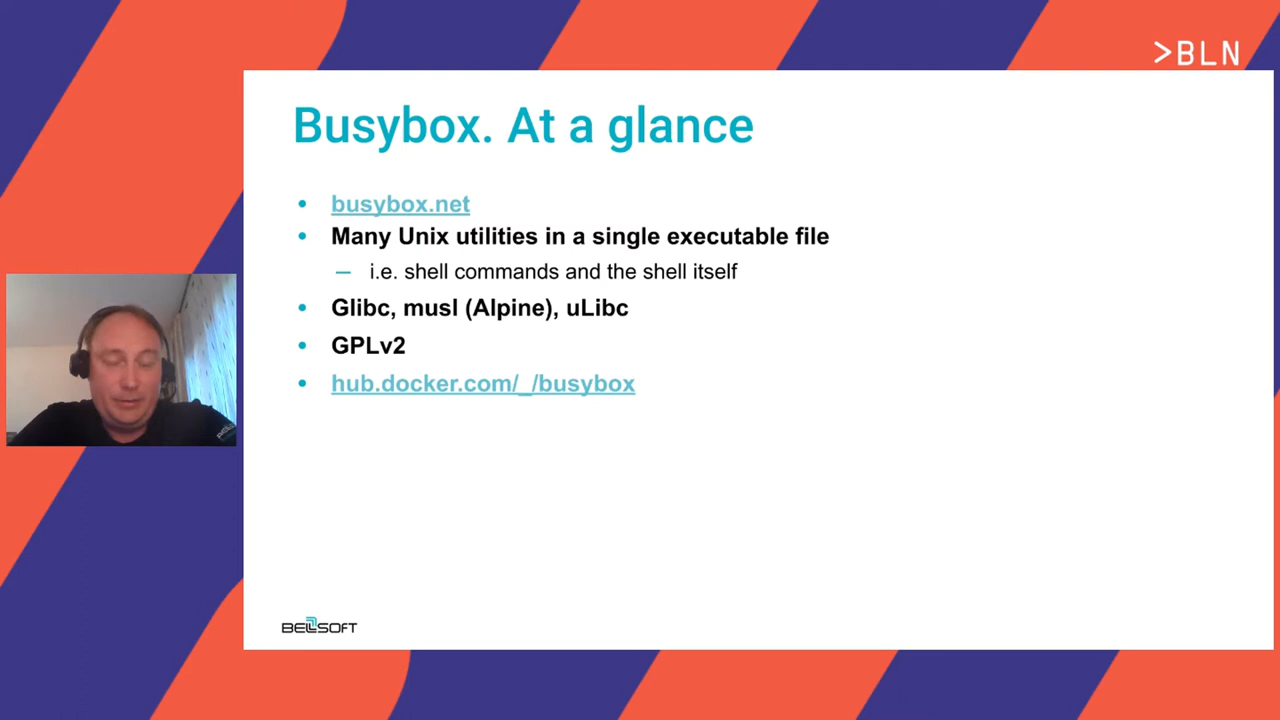 >BLN
Busybox. At a glance
• busybox.net
• Many Unix utilities in a single executable file
– i.e. shell commands and the shell itself
• Glibc, musl (Alpine), uLibc
• GPLv2
• hub.docker.com/_/busybox
BELLSOFT